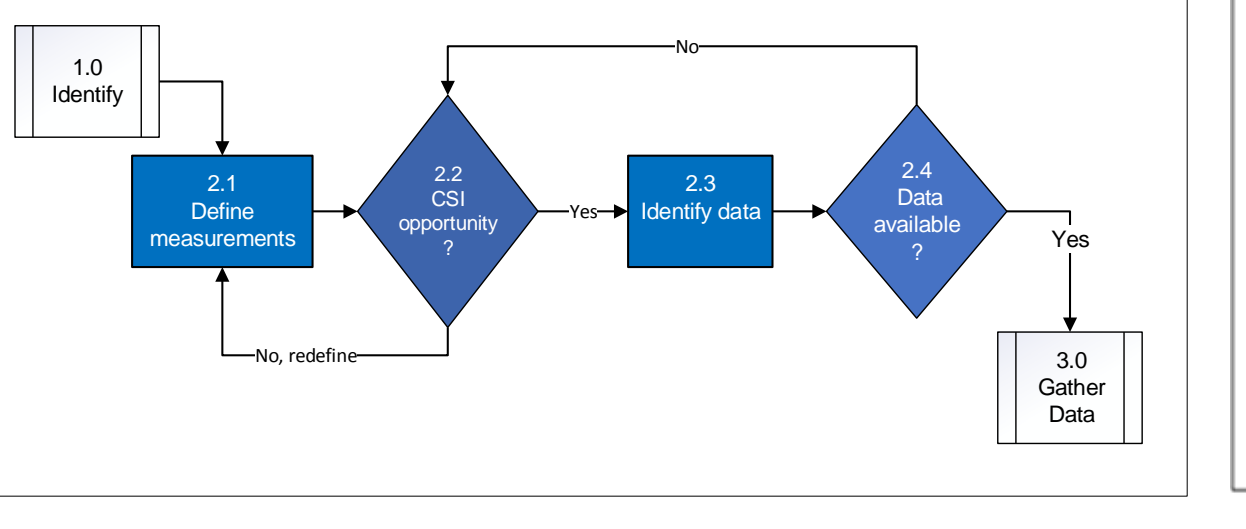 No
1.0
Identify
2.1
Define
measurements
2.2
CSI
opportunity
?
Yes
2.3
Identify data
2.4
Data
available
?
Yes
No, redefine
3.0
Gather
Data